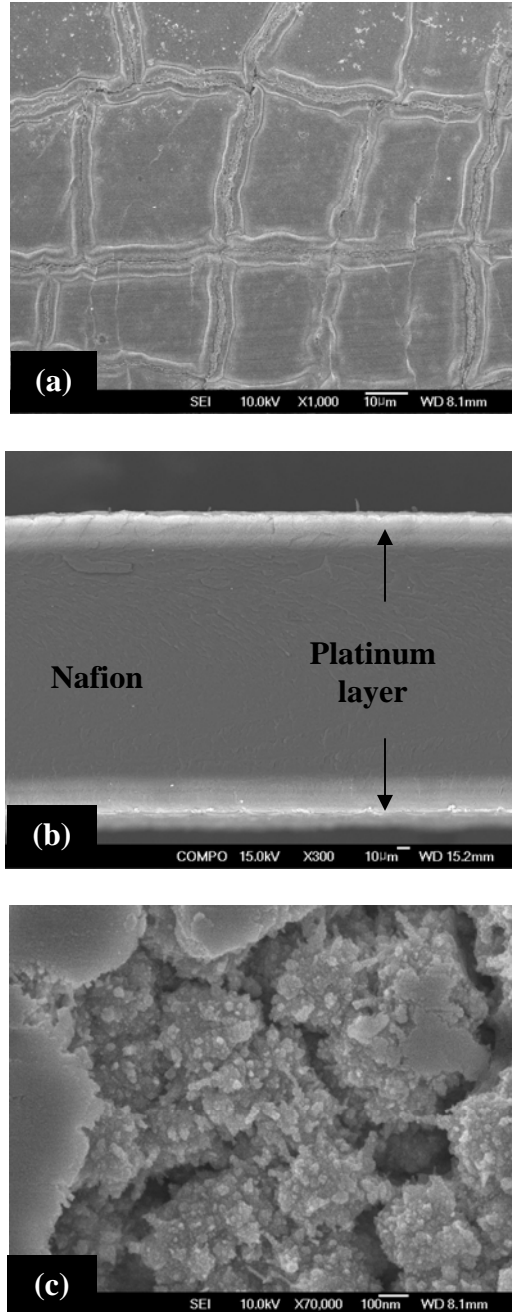 (a)
SEI 10.0kV X1,000 10μm WD 8.1mm
Nafion
Platinum
layer
(b)
COMPO 15.0kV X300 10μm WD 15.2mm
(c)
SEI 10.0kV X70,000 100nm WD 8.1mm